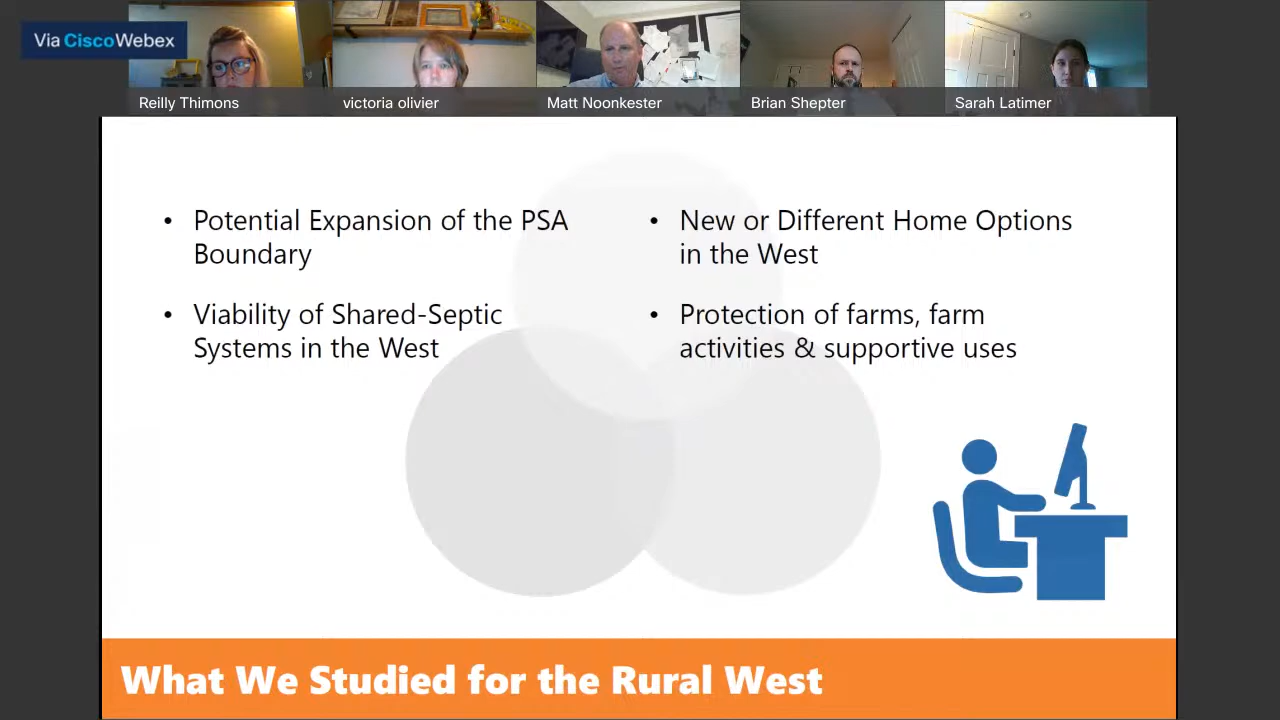 Via CiscoWebex
Reilly Thimons
victoria olivier
Matt Noonkester
Brian Shepter
Sarah Latimer
• Potential Expansion of the PSA
Boundary
• Viability of Shared-Septic
Systems in the West
• New or Different Home Options
in the West
• Protection of farms, farm
activities & supportive uses
What We Studied for the Rural West